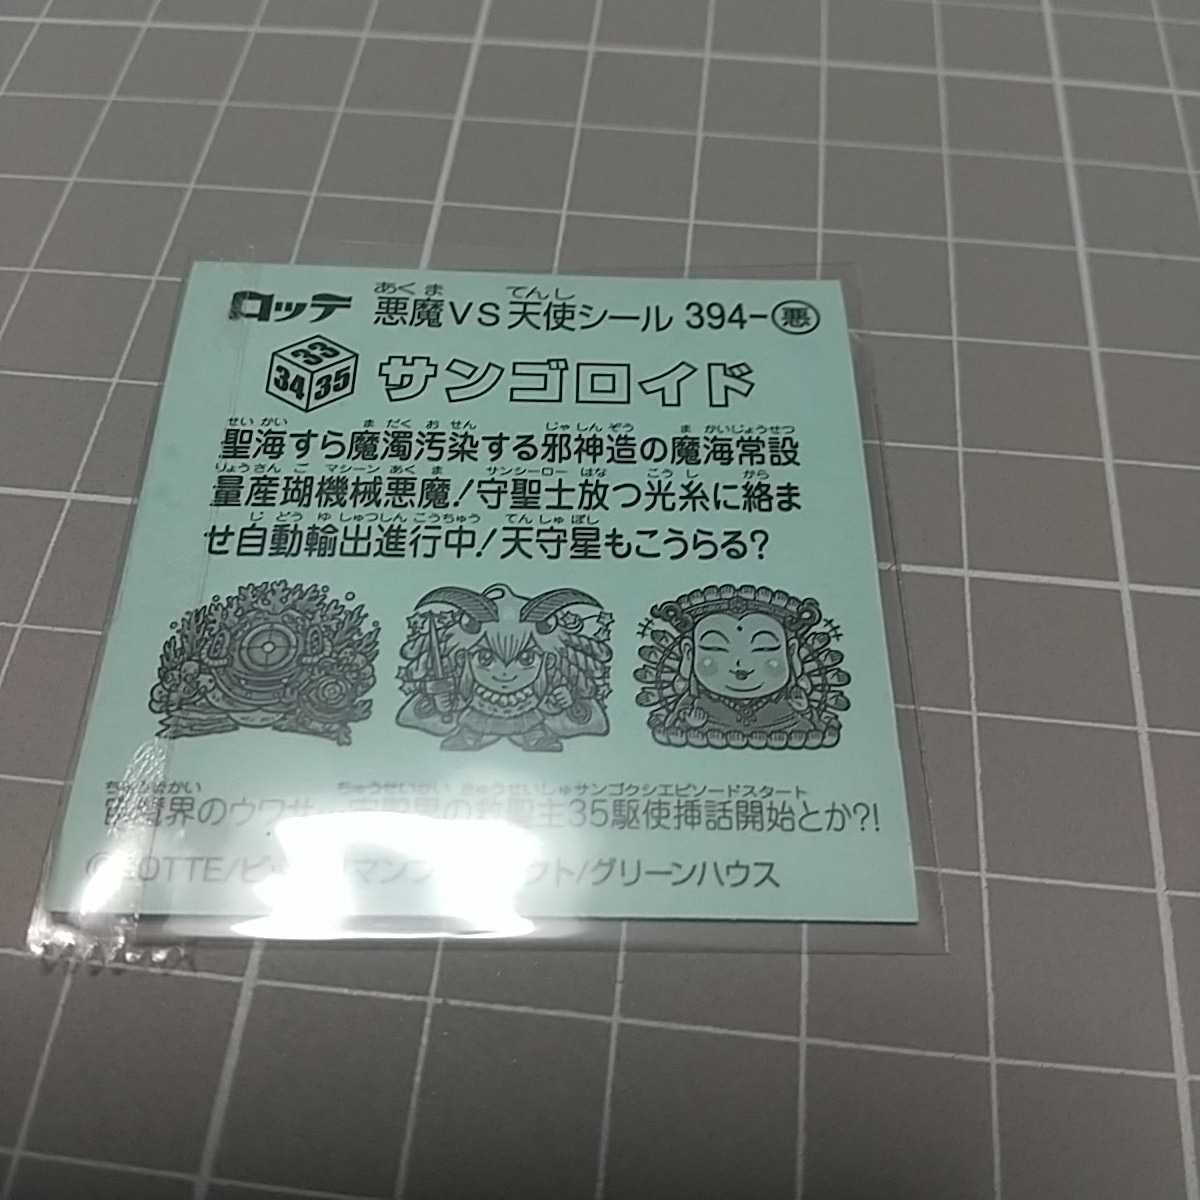 あくま てんし
ロッテ 悪魔VS天使シール 394-悪
33
34 35 サンゴロイド
せいかい まだくおせん じゃしんぞう まかいじょうせつ
聖海すら魔濁汚染する邪神造の魔海常設
りょうさんご マシーンあくま サンシーロー はな こうし から
量産瑚機械悪魔!守聖士放つ光糸に絡ま
じどうゆしゅつしんこうちゅう てんしゅぼし
せ自動輸出進行中!天守星もこうらる?
ちゅうせいかい きゅうせいしゅサンゴクシエピソードスタート
魔界のウワサ 聖界の救聖主35駆使挿話開始とか?!
OTTE/ビ マンプ クト/グリーンハウス